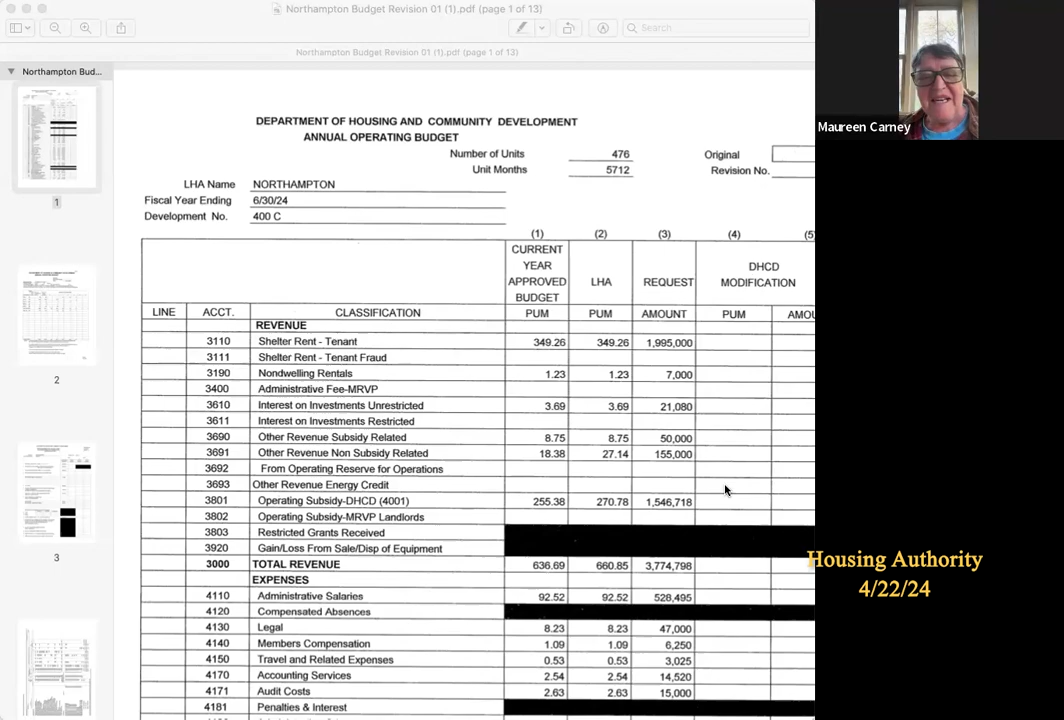 Northampton Budget Revision 01 (1).pdf (page 1 of 13)
Search
Northampton Budget Revision 01 (1).pdf (page 1 of 13)
Northampton Bud...
1
2
3
DEPARTMENT OF HOUSING AND COMMUNITY DEVELOPMENT
ANNUAL OPERATING BUDGET
Number of Units 476 Original
Unit Months 5712 Revision No.
LHA Name NORTHAMPTON
Fiscal Year Ending 6/30/24
Development No. 400 C
(1) (2) (3) (4) (5
CURRENT
YEAR DHCD
APPROVED LHA REQUEST MODIFICATION
BUDGET
LINE ACCT. CLASSIFICATION PUM PUM AMOUNT PUM AMOU
REVENUE
3110 Shelter Rent - Tenant 349.26 349.26 1,995,000
3111 Shelter Rent - Tenant Fraud
3190 Nondwelling Rentals 1.23 1.23 7,000
3400 Administrative Fee-MRVP
3610 Interest on Investments Unrestricted 3.69 3.69 21,080
3611 Interest on Investments Restricted
3690 Other Revenue Subsidy Related 8.75 8.75 50,000
3691 Other Revenue Non Subsidy Related 18.38 27.14 155,000
3692 From Operating Reserve for Operations
3693 Other Revenue Energy Credit
3801 Operating Subsidy-DHCD (4001) 255.38 270.78 1,546,718
3802 Operating Subsidy-MRVP Landlords
3803 Restricted Grants Received
3920 Gain/Loss From Sale/Disp of Equipment
3000 TOTAL REVENUE 636.69 660.85 3,774,798
EXPENSES
4110 Administrative Salaries 92.52 92.52 528,495
4120 Compensated Absences
4130 Legal 8.23 8.23 47,000
4140 Members Compensation 1.09 1.09 6,250
4150 Travel and Related Expenses 0.53 0.53 3,025
4170 Accounting Services 2.54 2.54 14,520
4171 Audit Costs 2.63 2.63 15,000
4181 Penalties & Interest
Maureen Carney
Housing Authority
4/22/24